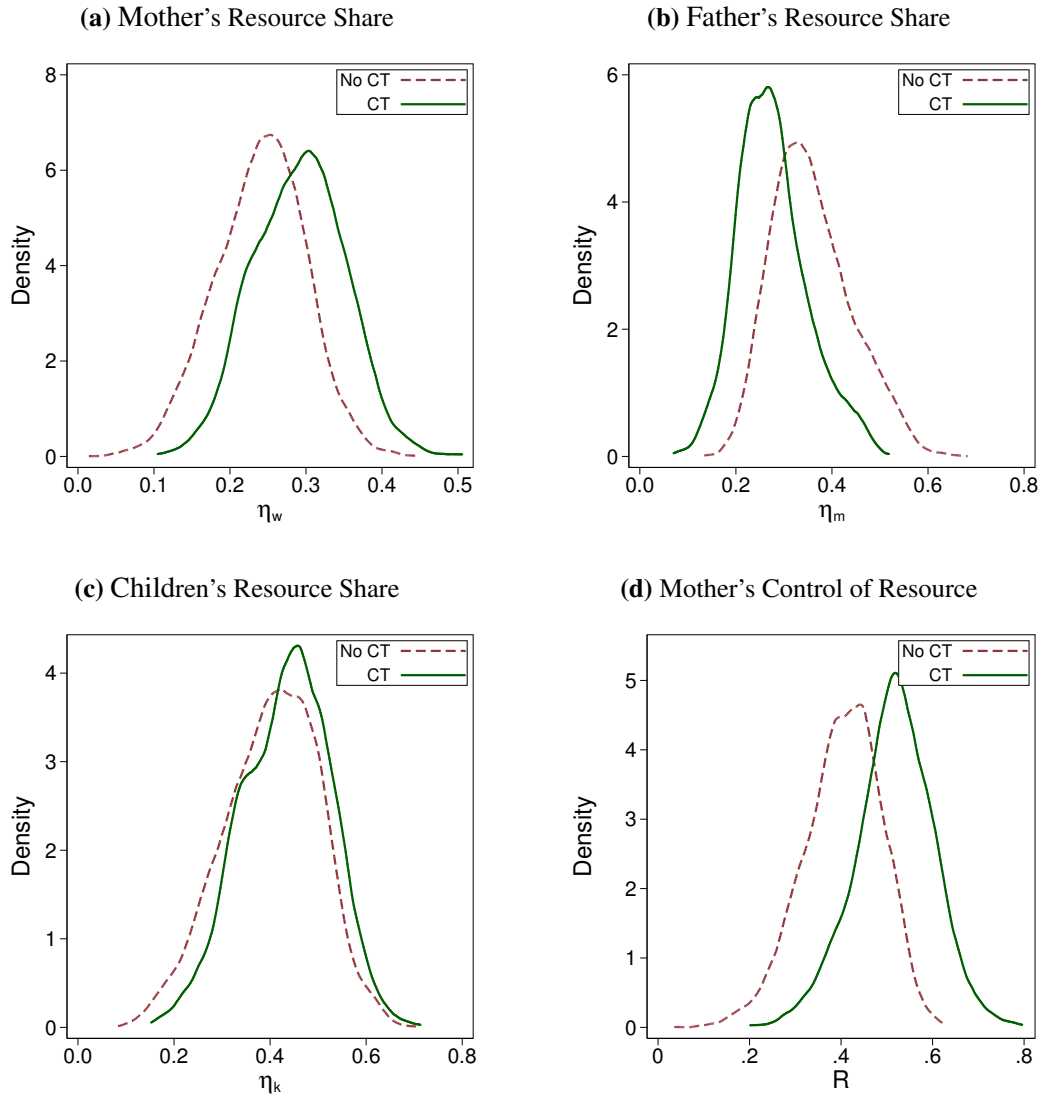 (a) Mother's Resource Share
No CT
CT
Density
8
6
4
2
0
0.0 0.1 0.2 0.3 0.4 0.5
η_w
(b) Father's Resource Share
No CT
CT
Density
6
4
2
0
0.0 0.2 0.4 0.6 0.8
η_m
(c) Children's Resource Share
No CT
CT
Density
4
3
2
1
0
0.0 0.2 0.4 0.6 0.8
η_k
(d) Mother's Control of Resource
No CT
CT
Density
5
4
3
2
1
0
0 .2 .4 .6 .8
R